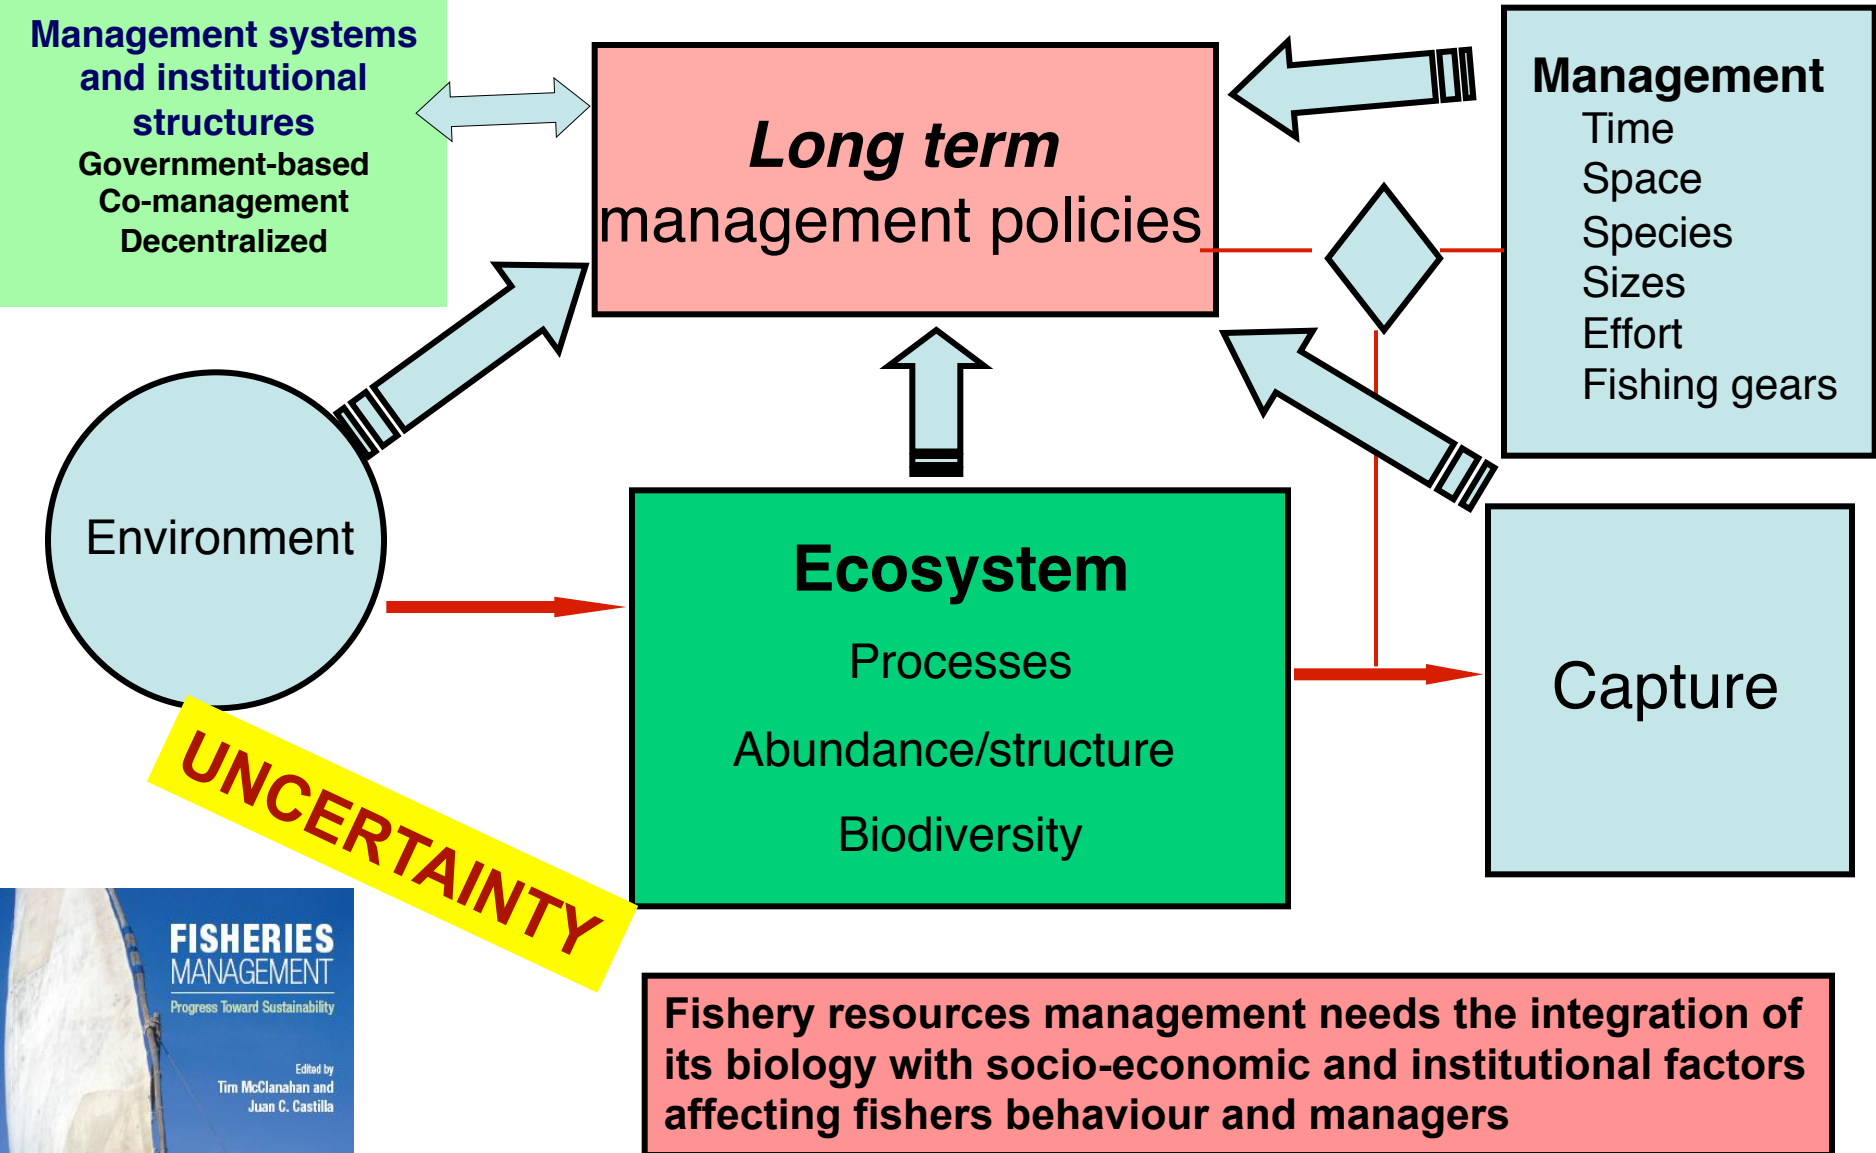 Management systems
and institutional
structures
Government-based
Co-management
Decentralized
Long term
management policies
Management
Time
Space
Species
Sizes
Effort
Fishing gears
Environment
Ecosystem
Processes
Abundance/structure
Biodiversity
Capture
UNCERTAINTY
FISHERIES
MANAGEMENT
Progress Toward Sustainability
Edited by
Tim McClanahan and
Juan C. Castilla
Fishery resources management needs the integration of
its biology with socio-economic and institutional factors
affecting fishers behaviour and managers